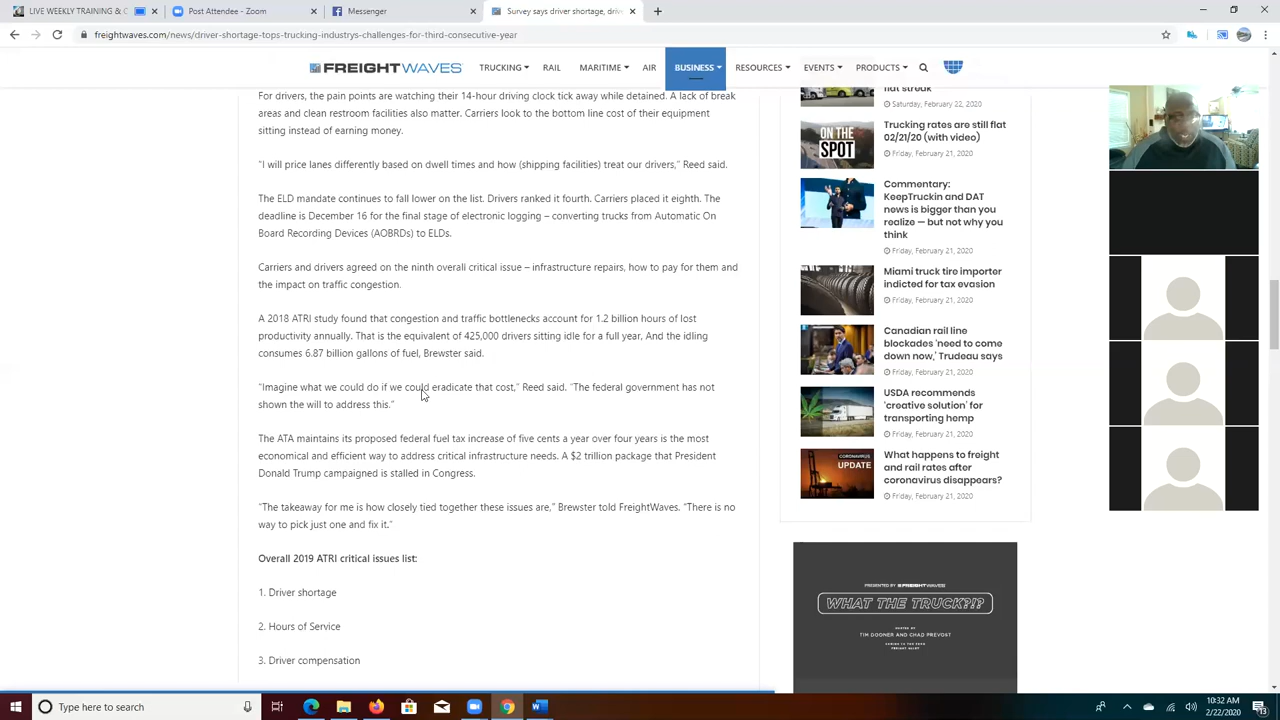 LIVE WEEKLY TRAINING & C
Post Attendee - Zoom
Messenger
Survey says driver shortage, driv
freightwaves.com/news/driver-shortage-tops-trucking-industrys-challenges-for-third-consecutive-year
FREIGHTWAVES
TRUCKING
RAIL
MARITIME
AIR
BUSINESS
RESOURCES
EVENTS
PRODUCTS
For drivers, the pain points are watching their 14-hour driving clock tick away while detained. A lack of break
areas and clean restroom facilities also matter. Carriers look to the bottom line cost of their equipment
sitting instead of earning money.
"I will price lanes differently based on dwell times and how (shipping facilities) treat our drivers," Reed said.
The ELD mandate continues to fall lower on the list. Drivers ranked it fourth. Carriers placed it eighth. The
deadline is December 16 for the final stage of electronic logging – converting trucks from Automatic On
Board Recording Devices (AOBRDs) to ELDs.
Carriers and drivers agreed on the ninth overall critical issue – infrastructure repairs, how to pay for them and
the impact on traffic congestion.
A 2018 ATRI study found that congestion and traffic bottlenecks account for 1.2 billion hours of lost
productivity annually. That is the equivalent of 425,000 drivers sitting idle for a full year, And the idling
consumes 6.87 billion gallons of fuel, Brewster said.
"Imagine what we could do if we could eradicate that cost," Reed said. "The federal government has not
shown the will to address this."
The ATA maintains its proposed federal fuel tax increase of five cents a year over four years is the most
economical and efficient way to address critical infrastructure needs. A $2 trillion package that President
Donald Trump campaigned is stalled in Congress.
"The takeaway for me is how closely tied together these issues are," Brewster told FreightWaves. "There is no
way to pick just one and fix it."
Overall 2019 ATRI critical issues list:
1. Driver shortage
2. Hours of Service
3. Driver compensation
flat streak
Saturday, February 22, 2020
ON THE
SPOT
Trucking rates are still flat
02/21/20 (with video)
Friday, February 21, 2020
Commentary:
KeepTruckin and DAT
news is bigger than you
realize — but not why you
think
Friday, February 21, 2020
Miami truck tire importer
indicted for tax evasion
Friday, February 21, 2020
Canadian rail line
blockades 'need to come
down now,' Trudeau says
Friday, February 21, 2020
USDA recommends
'creative solution' for
transporting hemp
Friday, February 21, 2020
CORONAVIRUS
UPDATE
What happens to freight
and rail rates after
coronavirus disappears?
Friday, February 21, 2020
PRESENTED BY FREIGHTWAVES
WHAT THE TRUCK?!?
HOSTED BY
TIM DOONER AND CHAD PREVOST
Type here to search
10:32 AM
2/22/2020
13